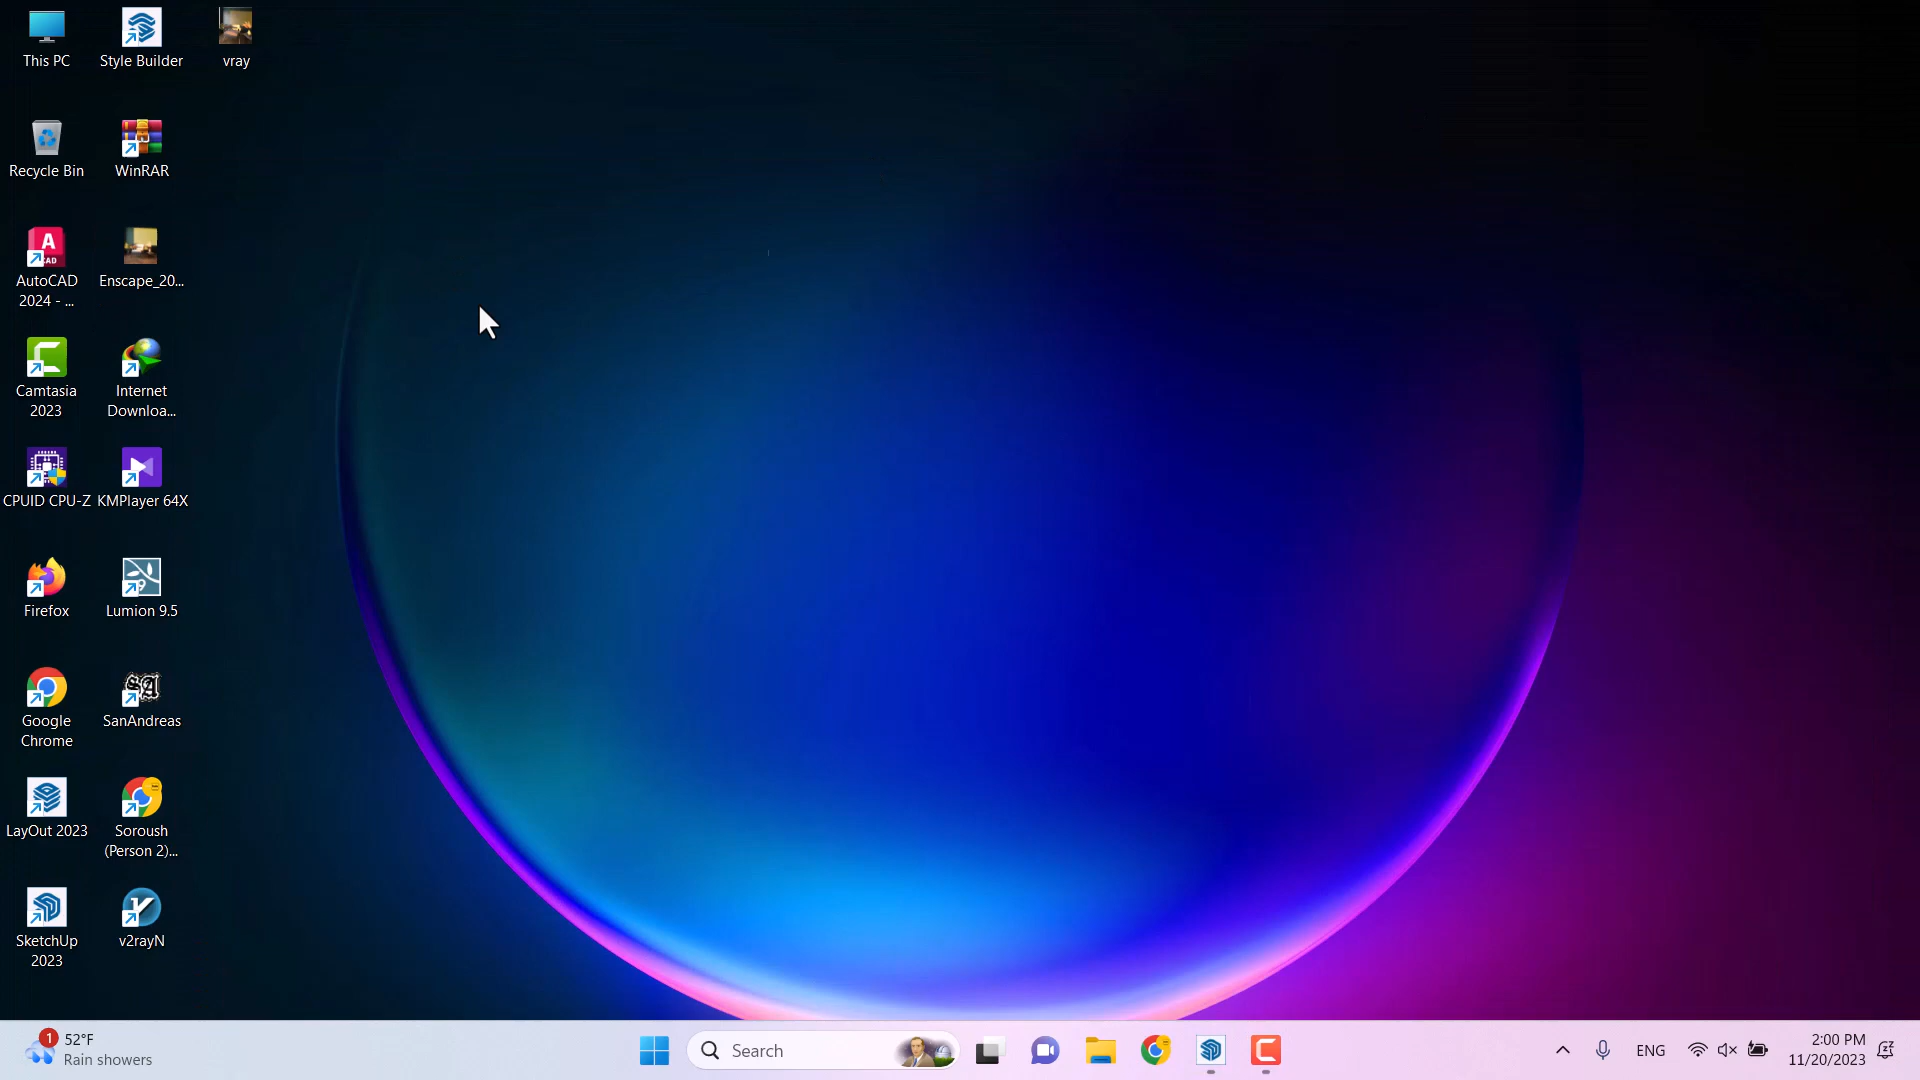 This PC
Style Builder
vray
Recycle Bin
WinRAR
AutoCAD
2024 - ...
Enscape_20...
Camtasia
2023
Internet
Downloa...
CPUID CPU-Z
KMPlayer 64X
Firefox
Lumion 9.5
Google
Chrome
SanAndreas
LayOut 2023
Soroush
(Person 2)...
SketchUp
2023
v2rayN
1
52°F
Rain showers
Search
ENG
2:00 PM
11/20/2023